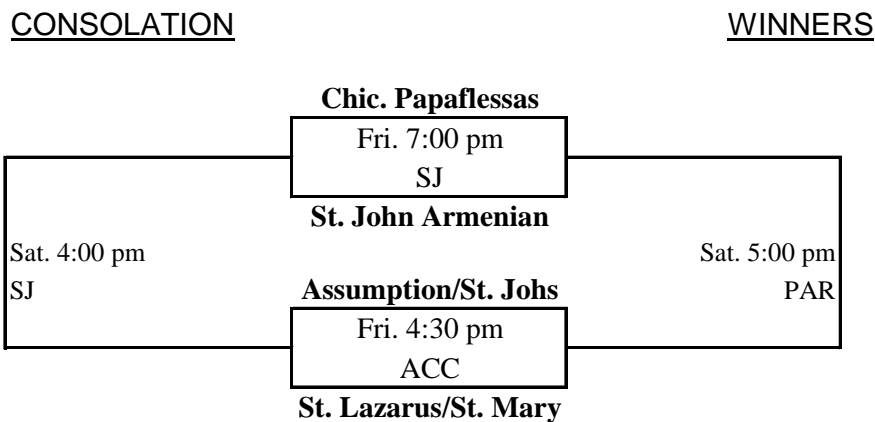 CONSOLATION WINNERS
Chic. Papaflessas
Fri. 7:00 pm
SJ
St. John Armenian
Sat. 4:00 pm Sat. 5:00 pm
SJ Assumption/St. Johs PAR
Fri. 4:30 pm
ACC
St. Lazarus/St. Mary